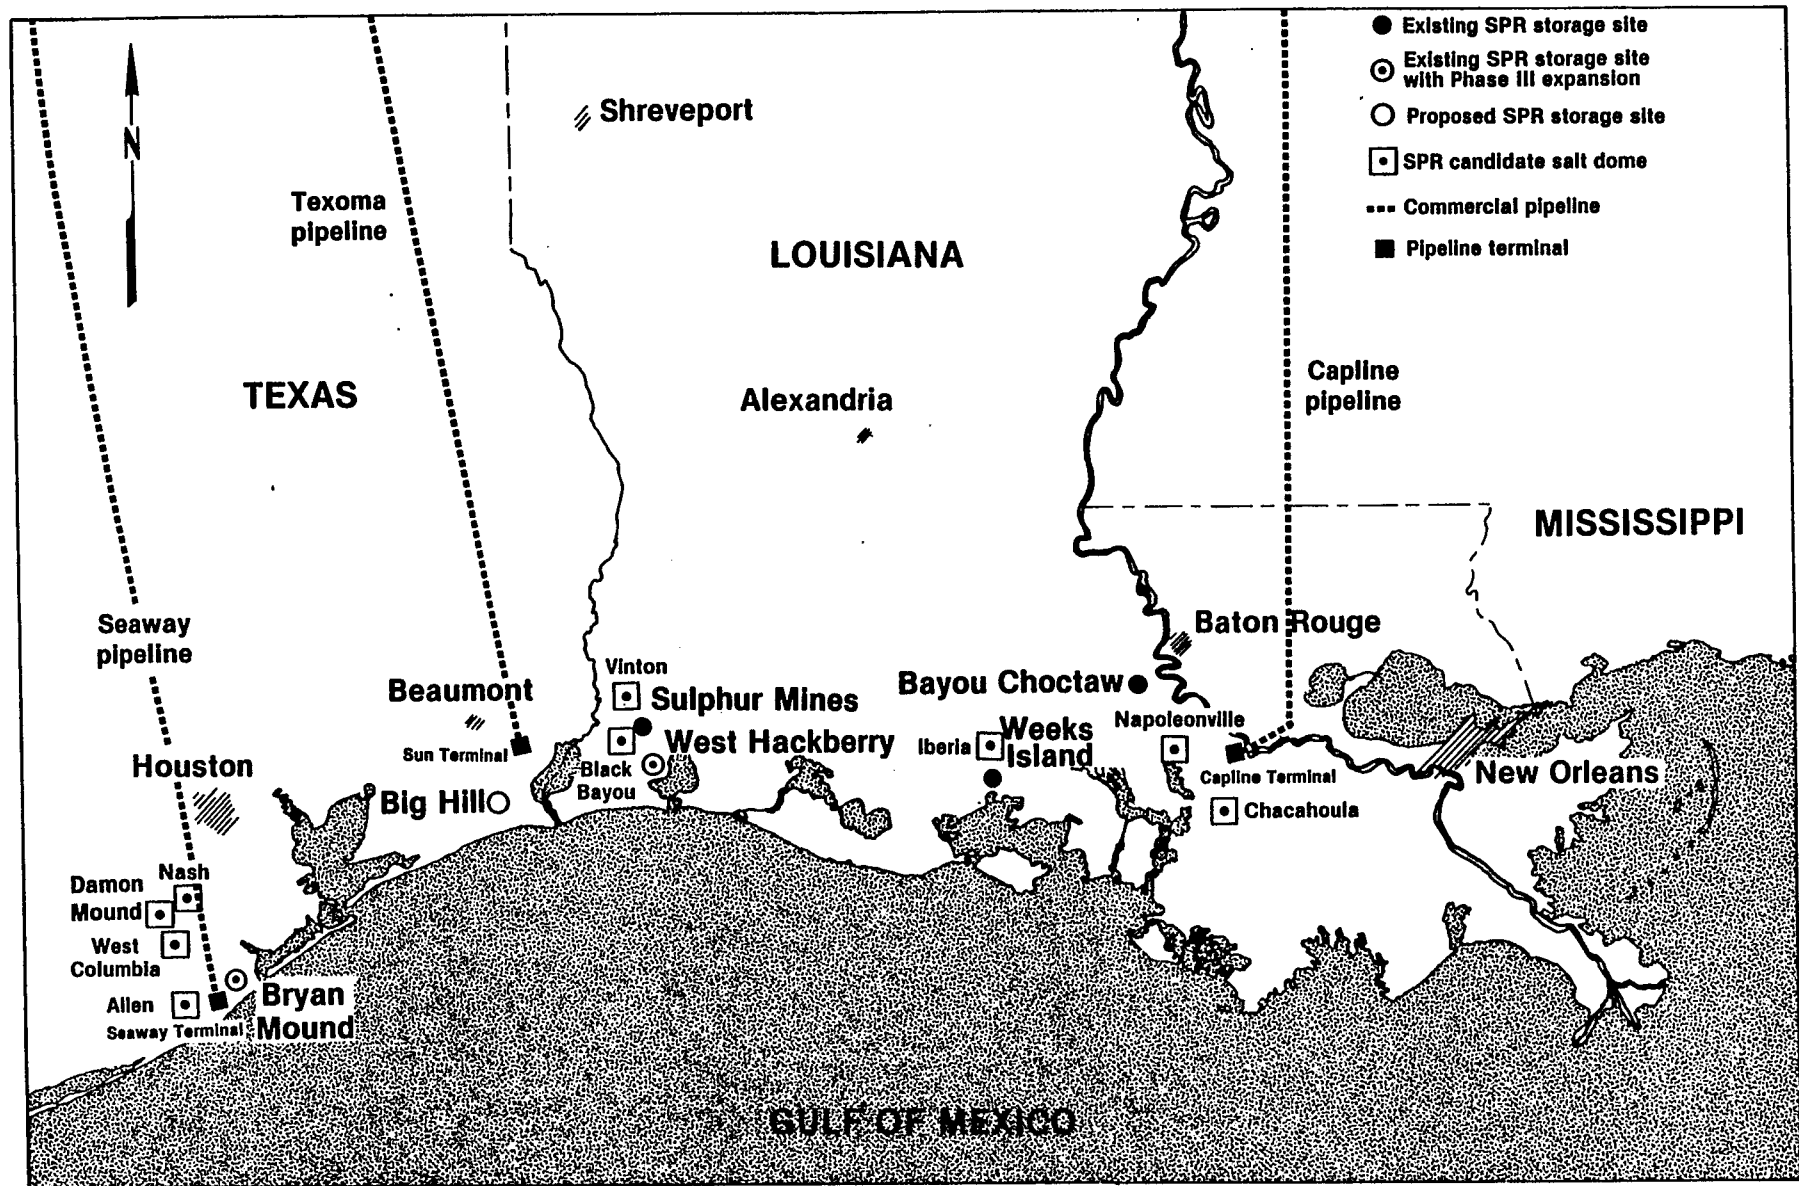 Existing SPR storage site
Existing SPR storage site
with Phase III expansion
Proposed SPR storage site
SPR candidate salt dome
Commercial pipeline
Pipeline terminal
N
Shreveport
Texoma
pipeline
LOUISIANA
TEXAS
Alexandria
Capline
pipeline
MISSISSIPPI
Seaway
pipeline
Baton Rouge
Vinton
Beaumont
Sulphur Mines
Bayou Choctaw
Napoleonville
Sun Terminal
West Hackberry
Iberia
Weeks
Island
Houston
Black
Bayou
Capline Terminal
New Orleans
Big Hill
Chacahoula
Nash
Damon
Mound
West
Columbia
Allen
Bryan
Mound
Seaway Terminal
GULF OF MEXICO